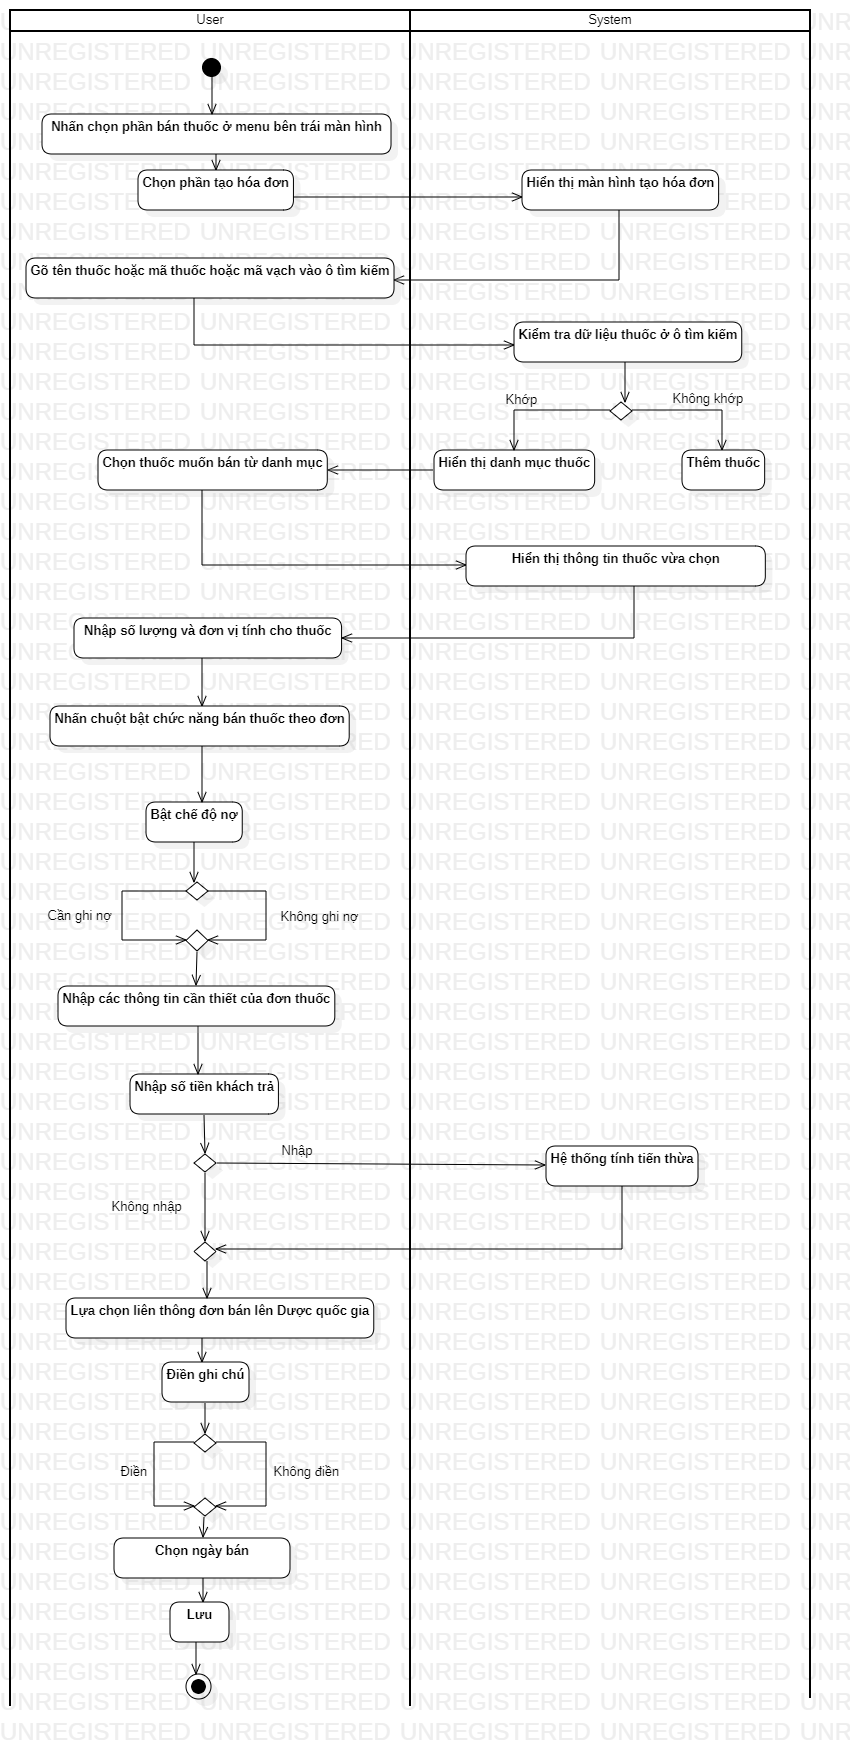 User
System
Nhấn chọn phần bán thuốc ở menu bên trái màn hình
Chọn phần tạo hóa đơn
Hiển thị màn hình tạo hóa đơn
Gõ tên thuốc hoặc mã thuốc hoặc mã vạch vào ô tìm kiếm
Kiểm tra dữ liệu thuốc ở ô tìm kiếm
Khớp
Không khớp
Chọn thuốc muốn bán từ danh mục
Hiển thị danh mục thuốc
Thêm thuốc
Hiển thị thông tin thuốc vừa chọn
Nhập số lượng và đơn vị tính cho thuốc
Nhấn chuột bật chức năng bán thuốc theo đơn
Bật chế độ nợ
Cần ghi nợ
Không ghi nợ
Nhập các thông tin cần thiết của đơn thuốc
Nhập số tiền khách trả
Nhập
Hệ thống tính tiến thừa
Không nhập
Lựa chọn liên thông đơn bán lên Dược quốc gia
Điền ghi chú
Điền
Không điền
Chọn ngày bán
Lưu
UNREGISTERED